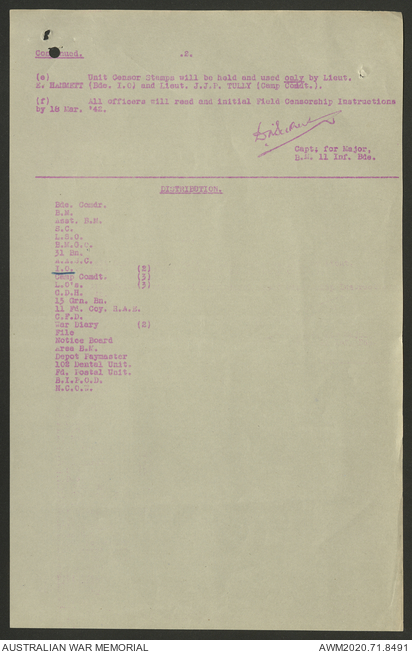 Continued. .2.
(e) Unit Censor Stamps will be held and used only by Lieut.
E. HAMMETT (Bde. I.O) and Lieut. J.J.P. TULLY (Camp Comdt.).
(f) All officers will read and initial Field Censorship Instructions
by 18 Mar. '42.
Capt; for Major,
B.M. 11 Inf. Bde.
DISTRIBUTION.
Bde. Comdr.
B.M.
Asst. B.M.
S.C.
B.M.O.
31 Bn.
I.O. (2)
Camp Comdt. (3)
L.O's. (3)
C.D.H.
15 Grn. Bn.
11 Fd. Coy. R.A.E.
C.F.D.
War Diary (2)
File
Notice Board
Area B.M.
Depot Paymaster
102 Dental Unit.
Fd. Postal Unit.
B.I.P.O.D.
AUSTRALIAN WAR MEMORIAL AWM2020.71.8491